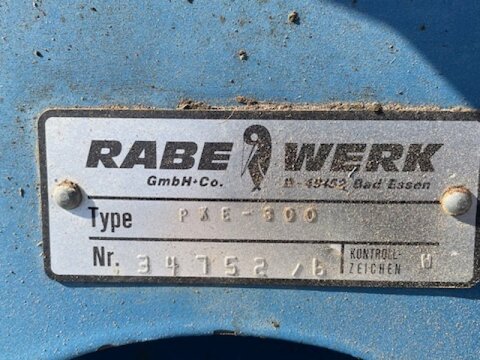 RABE WERK
GmbH+Co. D-49152 Bad Essen
Type PKE-300
Nr. 34752/6 KONTROLL-ZEICHEN H